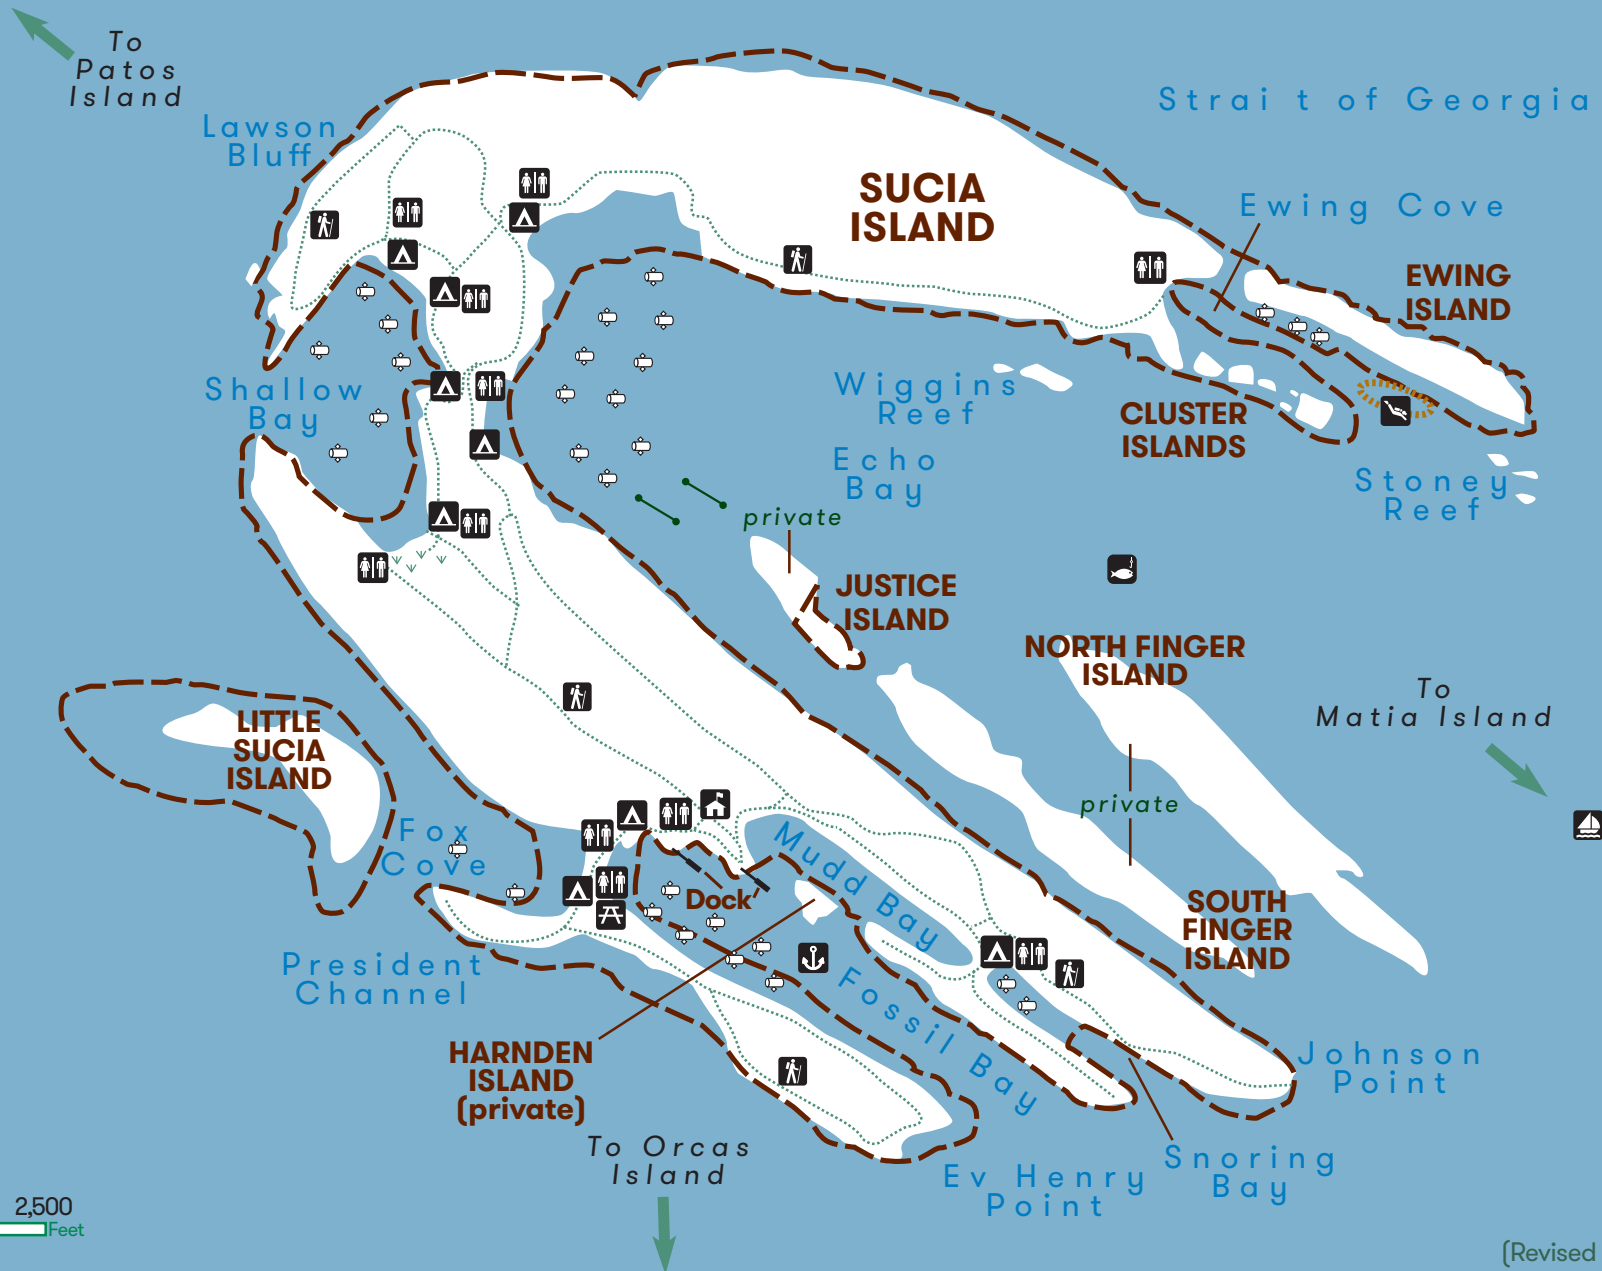 To
Patos
Island
Lawson
Bluff
Strai t of Georgia
SUCIA
ISLAND
Ewing Cove
EWING
ISLAND
Shallow
Bay
Wiggins
Reef
CLUSTER
ISLANDS
Echo
Bay
Stoney
Reef
private
JUSTICE
ISLAND
NORTH FINGER
ISLAND
To
Matia Island
LITTLE
SUCIA
ISLAND
private
Fox
Cove
Mudd Bay
Dock
SOUTH
FINGER
ISLAND
President
Channel
Fossil Bay
HARNDEN
ISLAND
(private)
Johnson
Point
To Orcas
Island
Snoring
Bay
Ev Henry
Point
2,500
Feet
(Revised